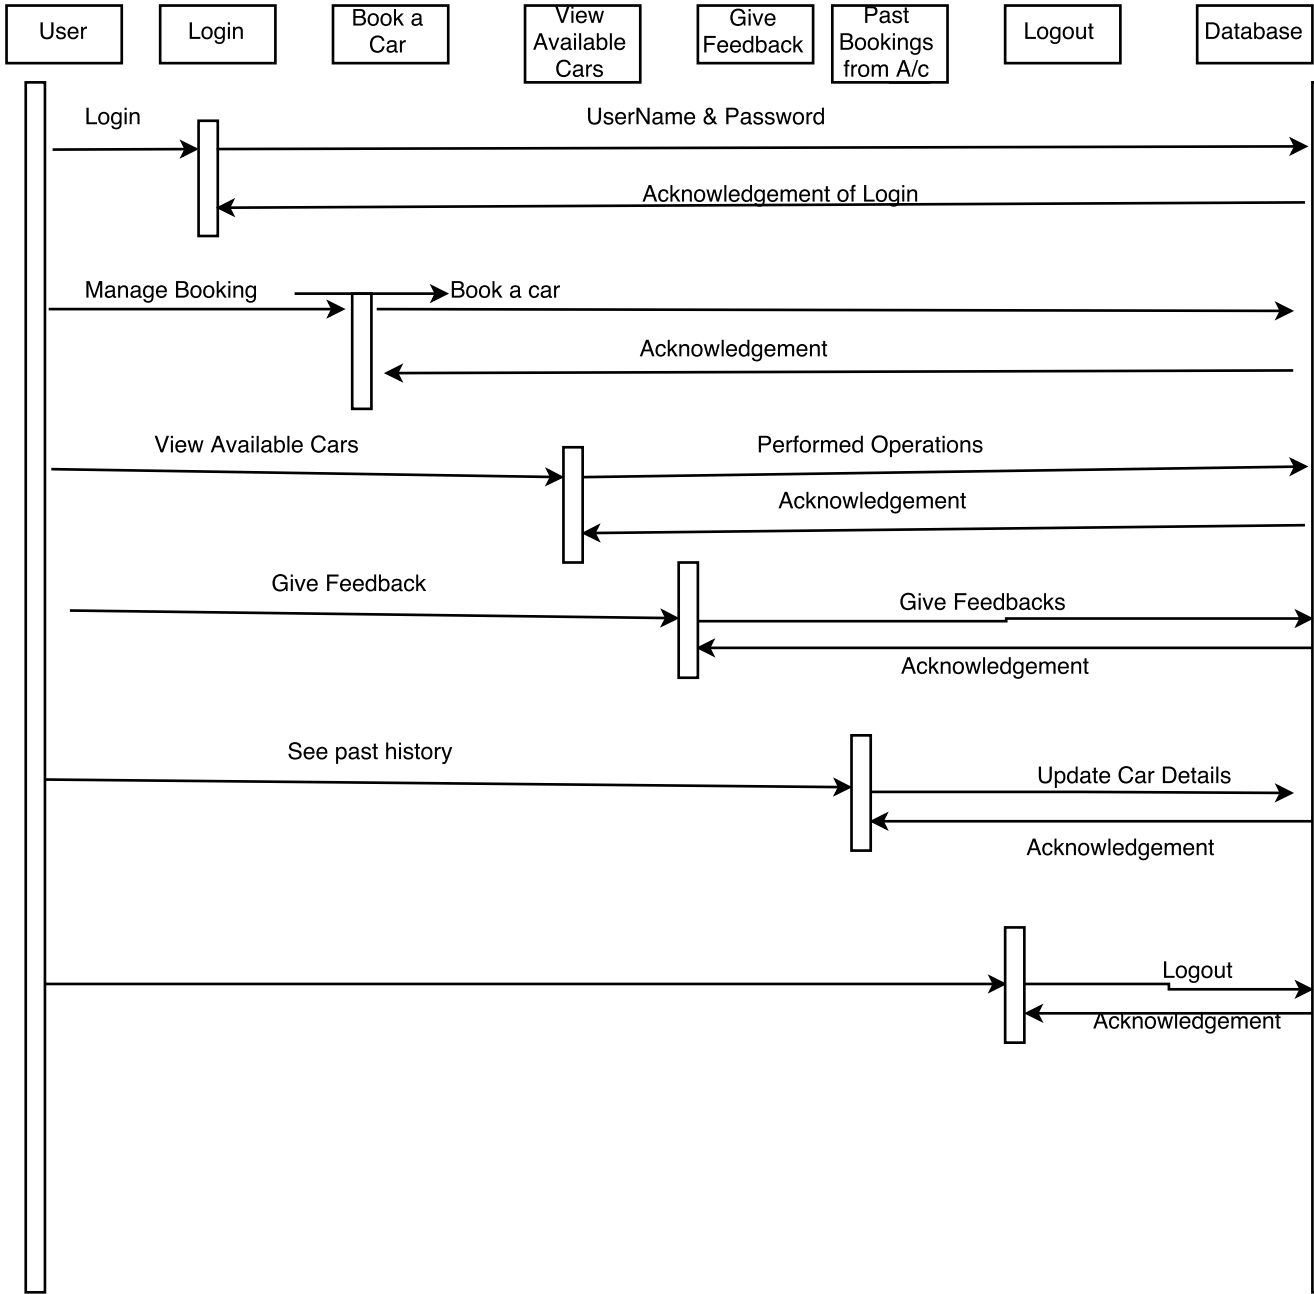 User
Login
Book a
Car
View
Available
Cars
Give
Feedback
Past
Bookings
from A/c
Logout
Database
Login
UserName & Password
Acknowledgement of Login
Manage Booking
Book a car
Acknowledgement
View Available Cars
Performed Operations
Acknowledgement
Give Feedback
Give Feedbacks
Acknowledgement
See past history
Update Car Details
Acknowledgement
Logout
Acknowledgement